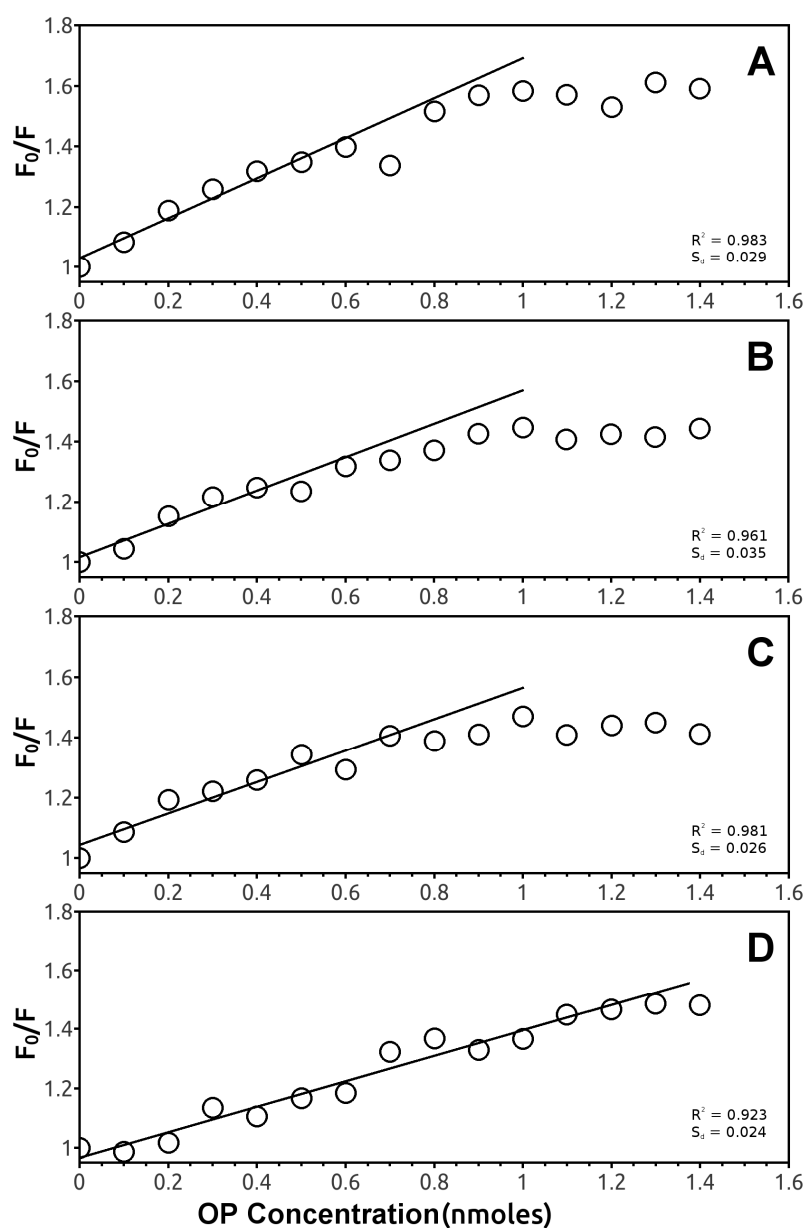 1.8
A
1.6
F₀/F
1.4
1.2
R² = 0.983
1
S_d = 0.029
0 0.2 0.4 0.6 0.8 1 1.2 1.4 1.6
1.8
B
1.6
F₀/F
1.4
1.2
R² = 0.961
1
S_d = 0.035
0 0.2 0.4 0.6 0.8 1 1.2 1.4 1.6
1.8
C
1.6
F₀/F
1.4
1.2
R² = 0.981
1
S_d = 0.026
0 0.2 0.4 0.6 0.8 1 1.2 1.4 1.6
1.8
D
1.6
F₀/F
1.4
1.2
R² = 0.923
1
S_d = 0.024
0 0.2 0.4 0.6 0.8 1 1.2 1.4 1.6
OP Concentration(nmoles)